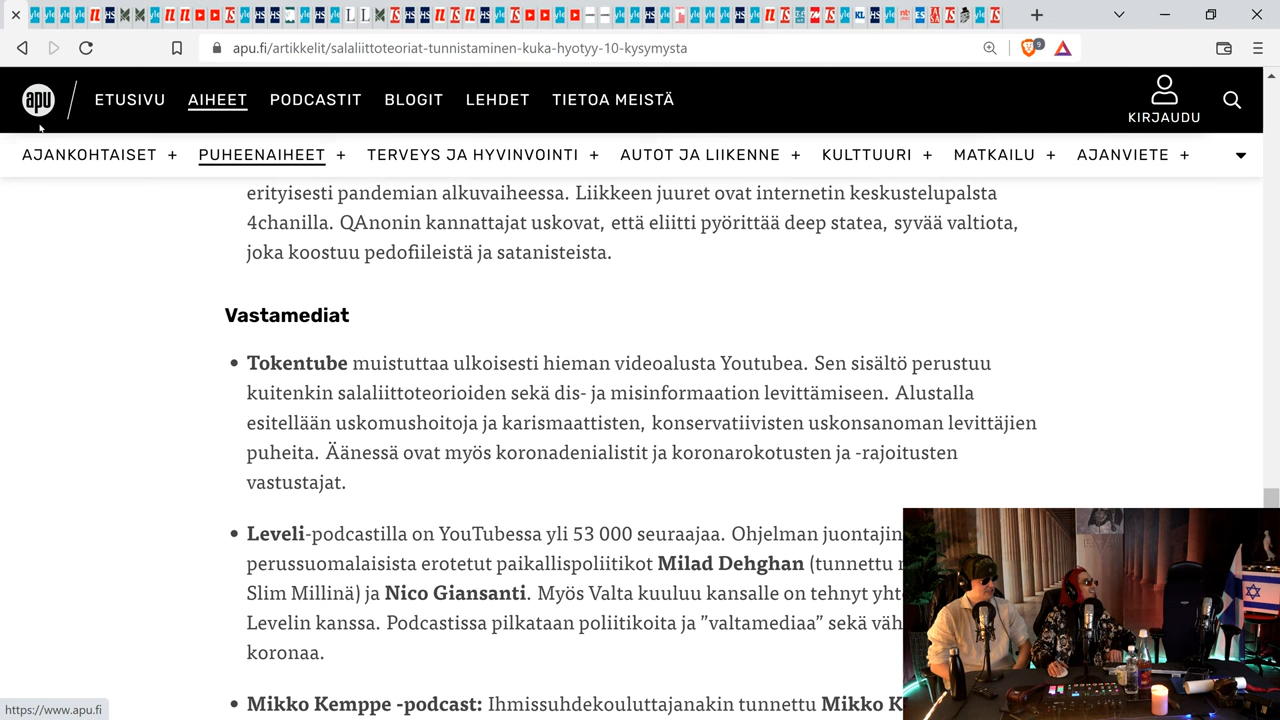 apu.fi/artikkelit/salaliittoteoriat-tunnistaminen-kuka-hyotyy-10-kysymysta
9
apu ETUSIVU AIHEET PODCASTIT BLOGIT LEHDET TIETOA MEISTÄ KIRJAUDU
AJANKOHTAISET + PUHEENAIHEET + TERVEYS JA HYVINVOINTI + AUTOT JA LIIKENNE + KULTTUURI + MATKAILU + AJANVIETE +
erityisesti pandemian alkuvaiheessa. Liikkeen juuret ovat internetin keskustelupalsta
4chanilla. QAnonin kannattajat uskovat, että eliitti pyörittää deep statea, syvää valtiota,
joka koostuu pedofiileistä ja satanisteista.
Vastamediat
• Tokentube muistuttaa ulkoisesti hieman videoalusta Youtubea. Sen sisältö perustuu
kuitenkin salaliittoteorioiden sekä dis- ja misinformaation levittämiseen. Alustalla
esitellään uskomushoitoja ja karismaattisten, konservatiivisten uskonsanoman levittäjien
puheita. Äänessä ovat myös koronadenialistit ja koronarokotusten ja -rajoitusten
vastustajat.
• Leveli-podcastilla on YouTubessa yli 53 000 seuraajaa. Ohjelman juontajin
perussuomalaisista erotetut paikallispoliitikot Milad Dehghan (tunnettu
Slim Millinä) ja Nico Giansanti. Myös Valta kuuluu kansalle on tehnyt yht
Levelin kanssa. Podcastissa pilkataan poliitikoita ja ”valtamediaa” sekä väh
koronaa.
• Mikko Kemppe -podcast: Ihmissuhdekouluttajanakin tunnettu Mikko K
https://www.apu.fi